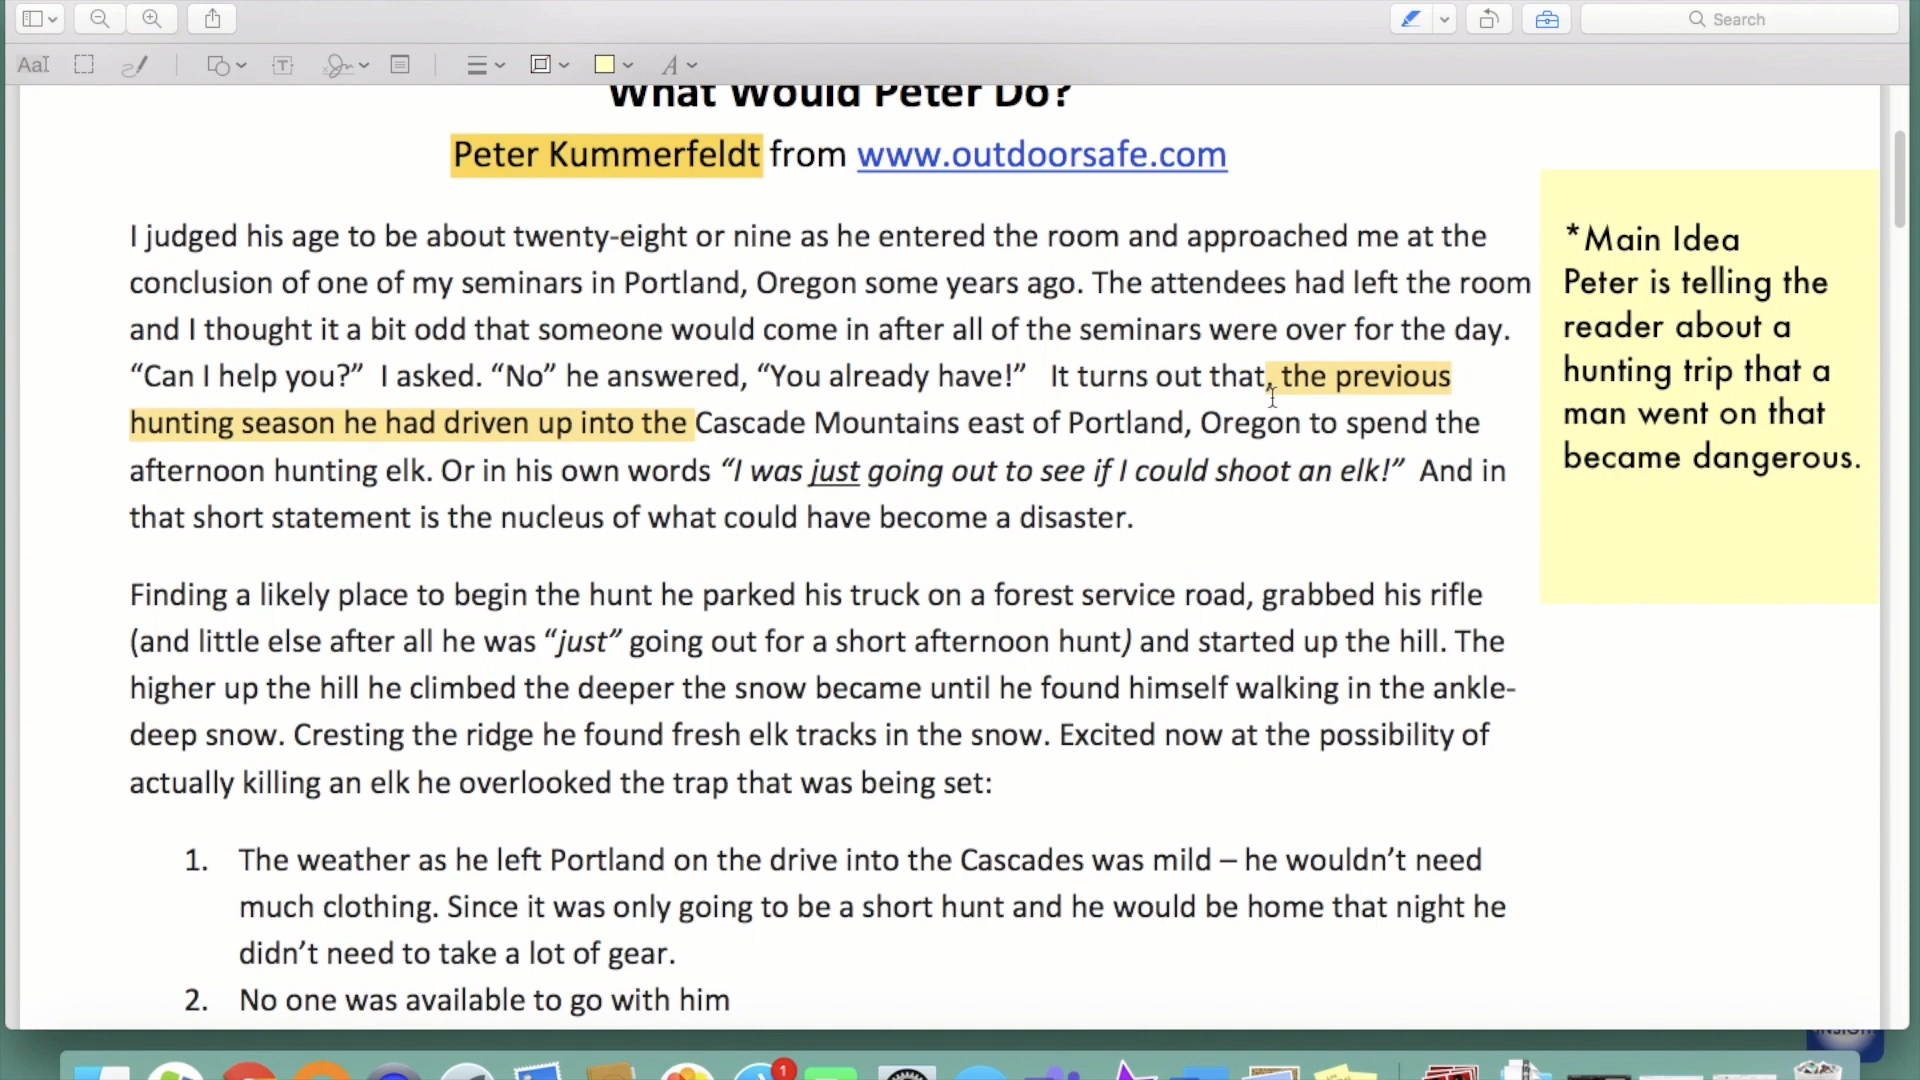 Search
AaI
What Would Peter Do?
Peter Kummerfeldt from www.outdoorsafe.com
I judged his age to be about twenty-eight or nine as he entered the room and approached me at the
conclusion of one of my seminars in Portland, Oregon some years ago. The attendees had left the room
and I thought it a bit odd that someone would come in after all of the seminars were over for the day.
“Can I help you?”  I asked. “No” he answered, “You already have!”   It turns out that, the previous
hunting season he had driven up into the Cascade Mountains east of Portland, Oregon to spend the
afternoon hunting elk. Or in his own words “I was just going out to see if I could shoot an elk!”  And in
that short statement is the nucleus of what could have become a disaster.
Finding a likely place to begin the hunt he parked his truck on a forest service road, grabbed his rifle
(and little else after all he was “just” going out for a short afternoon hunt) and started up the hill. The
higher up the hill he climbed the deeper the snow became until he found himself walking in the ankle-
deep snow. Cresting the ridge he found fresh elk tracks in the snow. Excited now at the possibility of
actually killing an elk he overlooked the trap that was being set:
1. The weather as he left Portland on the drive into the Cascades was mild – he wouldn’t need
much clothing. Since it was only going to be a short hunt and he would be home that night he
didn’t need to take a lot of gear.
2. No one was available to go with him
*Main Idea
Peter is telling the
reader about a
hunting trip that a
man went on that
became dangerous.
1